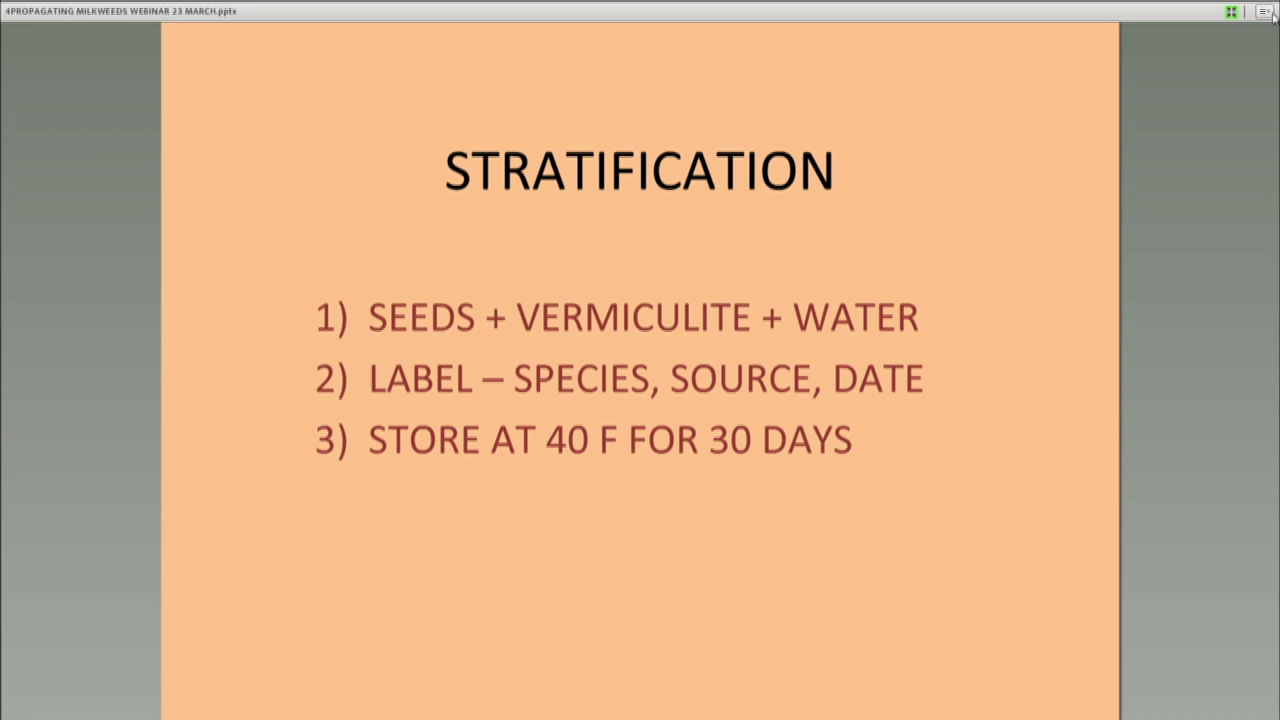 4PROPAGATING MILKWEEDS WEBINAR 23 MARCH.pptx
STRATIFICATION
1) SEEDS + VERMICULITE + WATER
2) LABEL – SPECIES, SOURCE, DATE
3) STORE AT 40 F FOR 30 DAYS